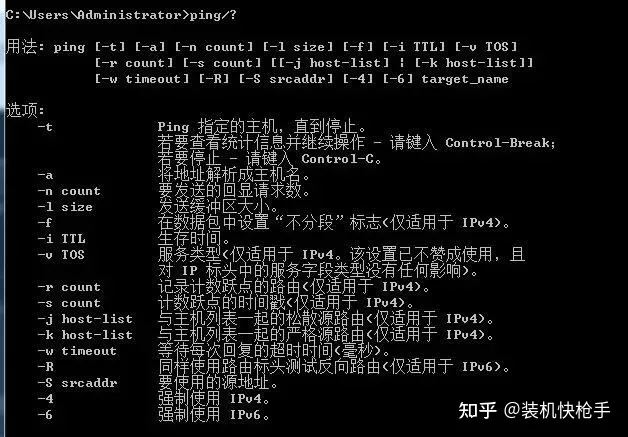 C:\Users\Administrator>ping/?
用法: ping [-t] [-a] [-n count] [-l size] [-f] [-i TTL] [-v TOS]
[-r count] [-s count] [[-j host-list] ¦ [-k host-list]]
[-w timeout] [-R] [-S srcaddr] [-4] [-6] target_name
选项:
-t Ping 指定的主机，直到停止。
若要查看统计信息并继续操作 - 请键入 Control-Break;
若要停止 - 请键入 Control-C。
-a 将地址解析成主机名。
-n count 要发送的回显请求数。
-l size 发送缓冲区大小。
-f 在数据包中设置“不分段”标志(仅适用于 IPv4)。
-i TTL 生存时间。
-v TOS 服务类型(仅适用于 IPv4。该设置已不赞成使用，且
对 IP 标头中的服务字段类型没有任何影响)。
-r count 记录计数跃点的路由(仅适用于 IPv4)。
-s count 计数跃点的时间戳(仅适用于 IPv4)。
-j host-list 与主机列表一起的松散源路由(仅适用于 IPv4)。
-k host-list 与主机列表一起的严格源路由(仅适用于 IPv4)。
-w timeout 等待每次回复的超时时间(毫秒)。
-R 同样使用路由标头测试反向路由(仅适用于 IPv6)。
-S srcaddr 要使用的源地址。
-4 强制使用 IPv4。
-6 强制使用 IPv6。
知乎 @装机快枪手